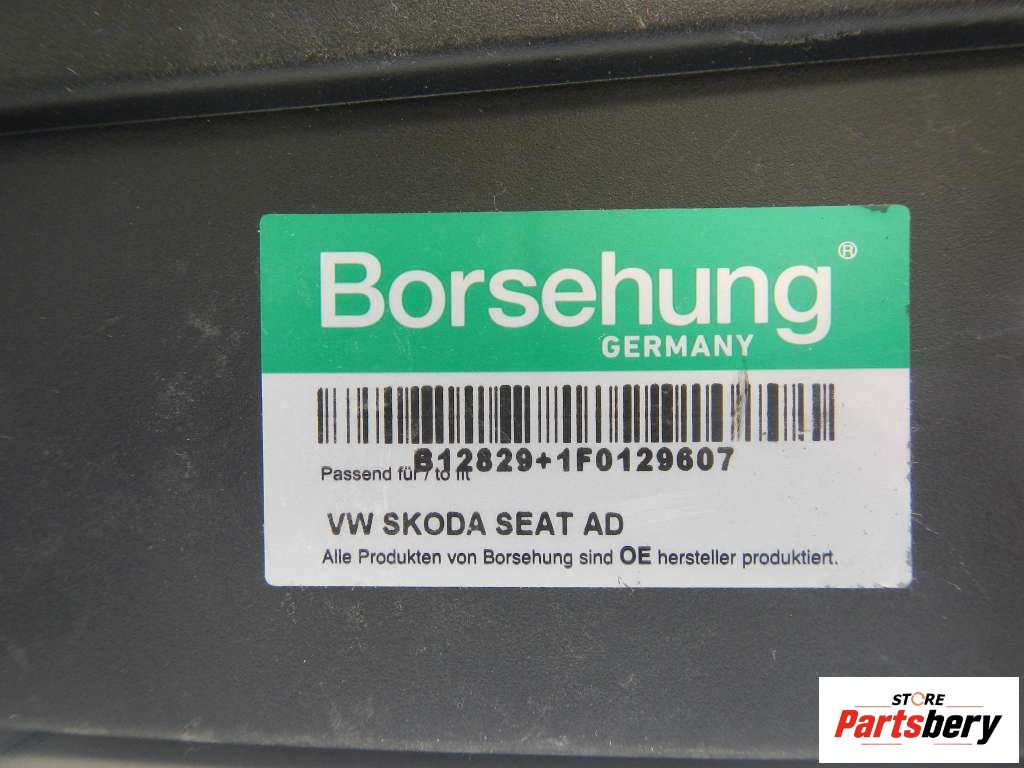 Borsehung®
GERMANY
B12829+1F0129607
Passend für / to fit
VW SKODA SEAT AD
Alle Produkten von Borsehung sind OE hersteller produktiert.
STORE
Partsbery